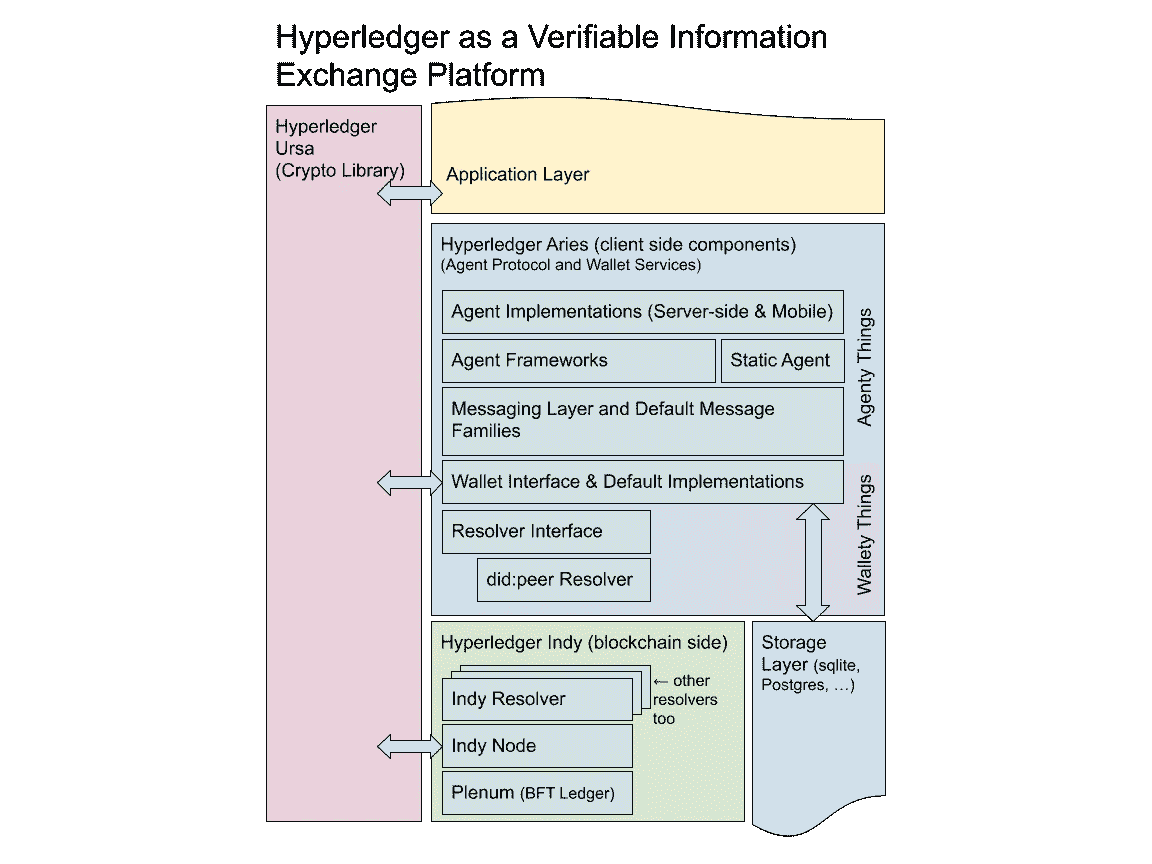 Hyperledger as a Verifiable Information
Exchange Platform
Hyperledger
Ursa
(Crypto Library)
Application Layer
Hyperledger Aries (client side components)
(Agent Protocol and Wallet Services)
Agent Implementations (Server-side & Mobile)
Agent Frameworks
Static Agent
Messaging Layer and Default Message
Families
Agenty Things
Wallet Interface & Default Implementations
Resolver Interface
did:peer Resolver
Wallety Things
Hyperledger Indy (blockchain side)
Indy Resolver
← other
resolvers
too
Indy Node
Plenum (BFT Ledger)
Storage
Layer (sqlite,
Postgres, …)